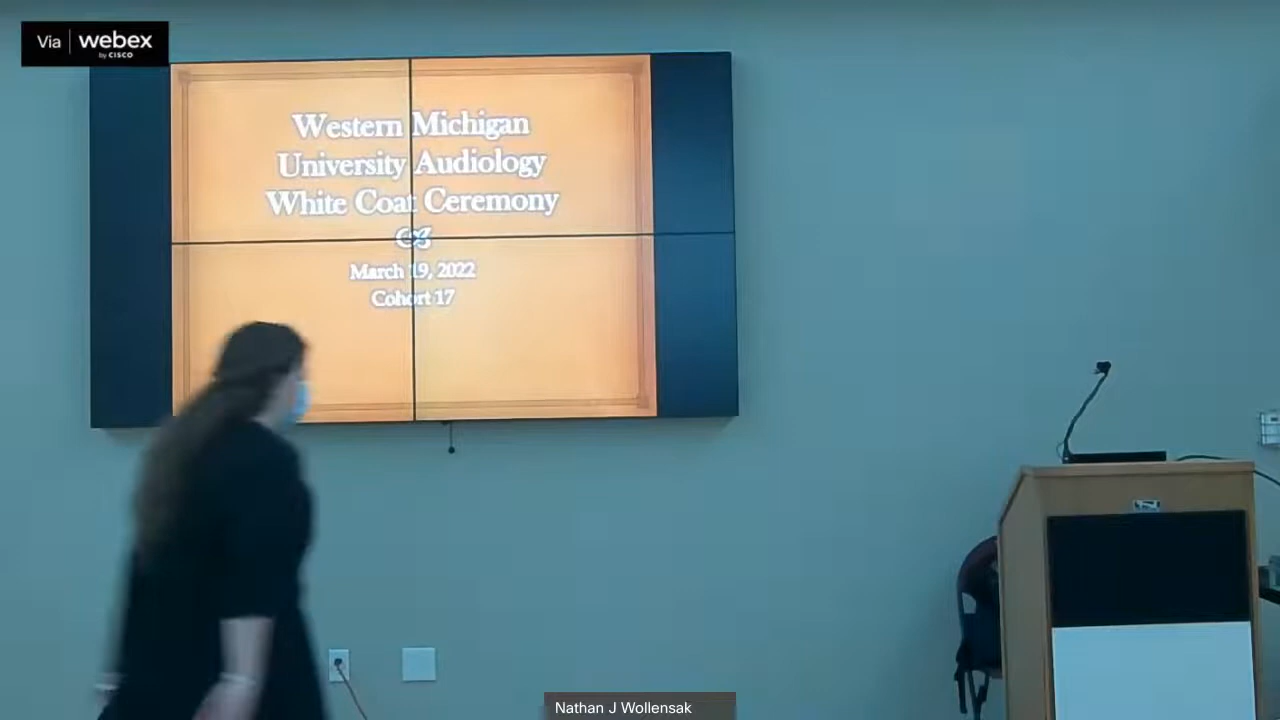 Via webex
by CISCO
Western Michigan
University Audiology
White Coat Ceremony
March 19, 2022
Cohort 17
Nathan J Wollensak